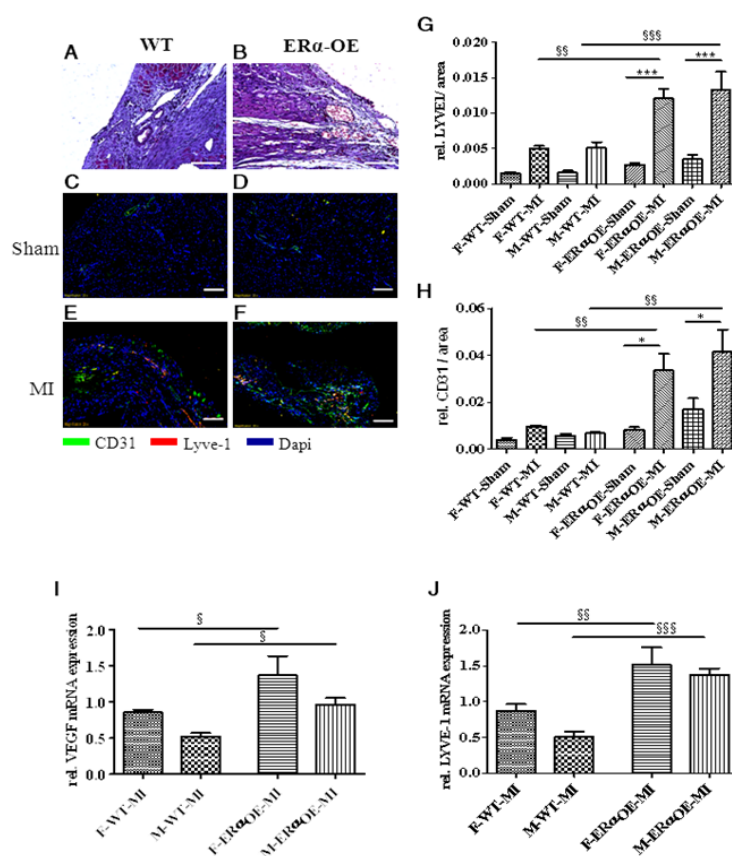 WT
ERα-OE
A
B
C
D
Sham
E
F
MI
CD31 Lyve-1 Dapi
G
rel. LYVE1/ area
0.020
0.015
0.010
0.005
0.000
§§
§§§
***
***
F-WT-Sham
F-WT-MI
M-WT-Sham
M-WT-MI
F-ERαOE-Sham
F-ERαOE-MI
M-ERαOE-Sham
M-ERαOE-MI
H
rel. CD31 / area
0.06
0.04
0.02
0.00
§§
§§
*
*
F-WT-Sham
F-WT-MI
M-WT-Sham
M-WT-MI
F-ERαOE-Sham
F-ERαOE-MI
M-ERαOE-Sham
M-ERαOE-MI
I
rel. VEGF mRNA expression
2.0
1.5
1.0
0.5
0.0
§
§
F-WT-MI
M-WT-MI
F-ERαOE-MI
M-ERαOE-MI
J
rel. LYVE-1 mRNA expression
2.0
1.5
1.0
0.5
0.0
§§
§§§
F-WT-MI
M-WT-MI
F-ERαOE-MI
M-ERαOE-MI